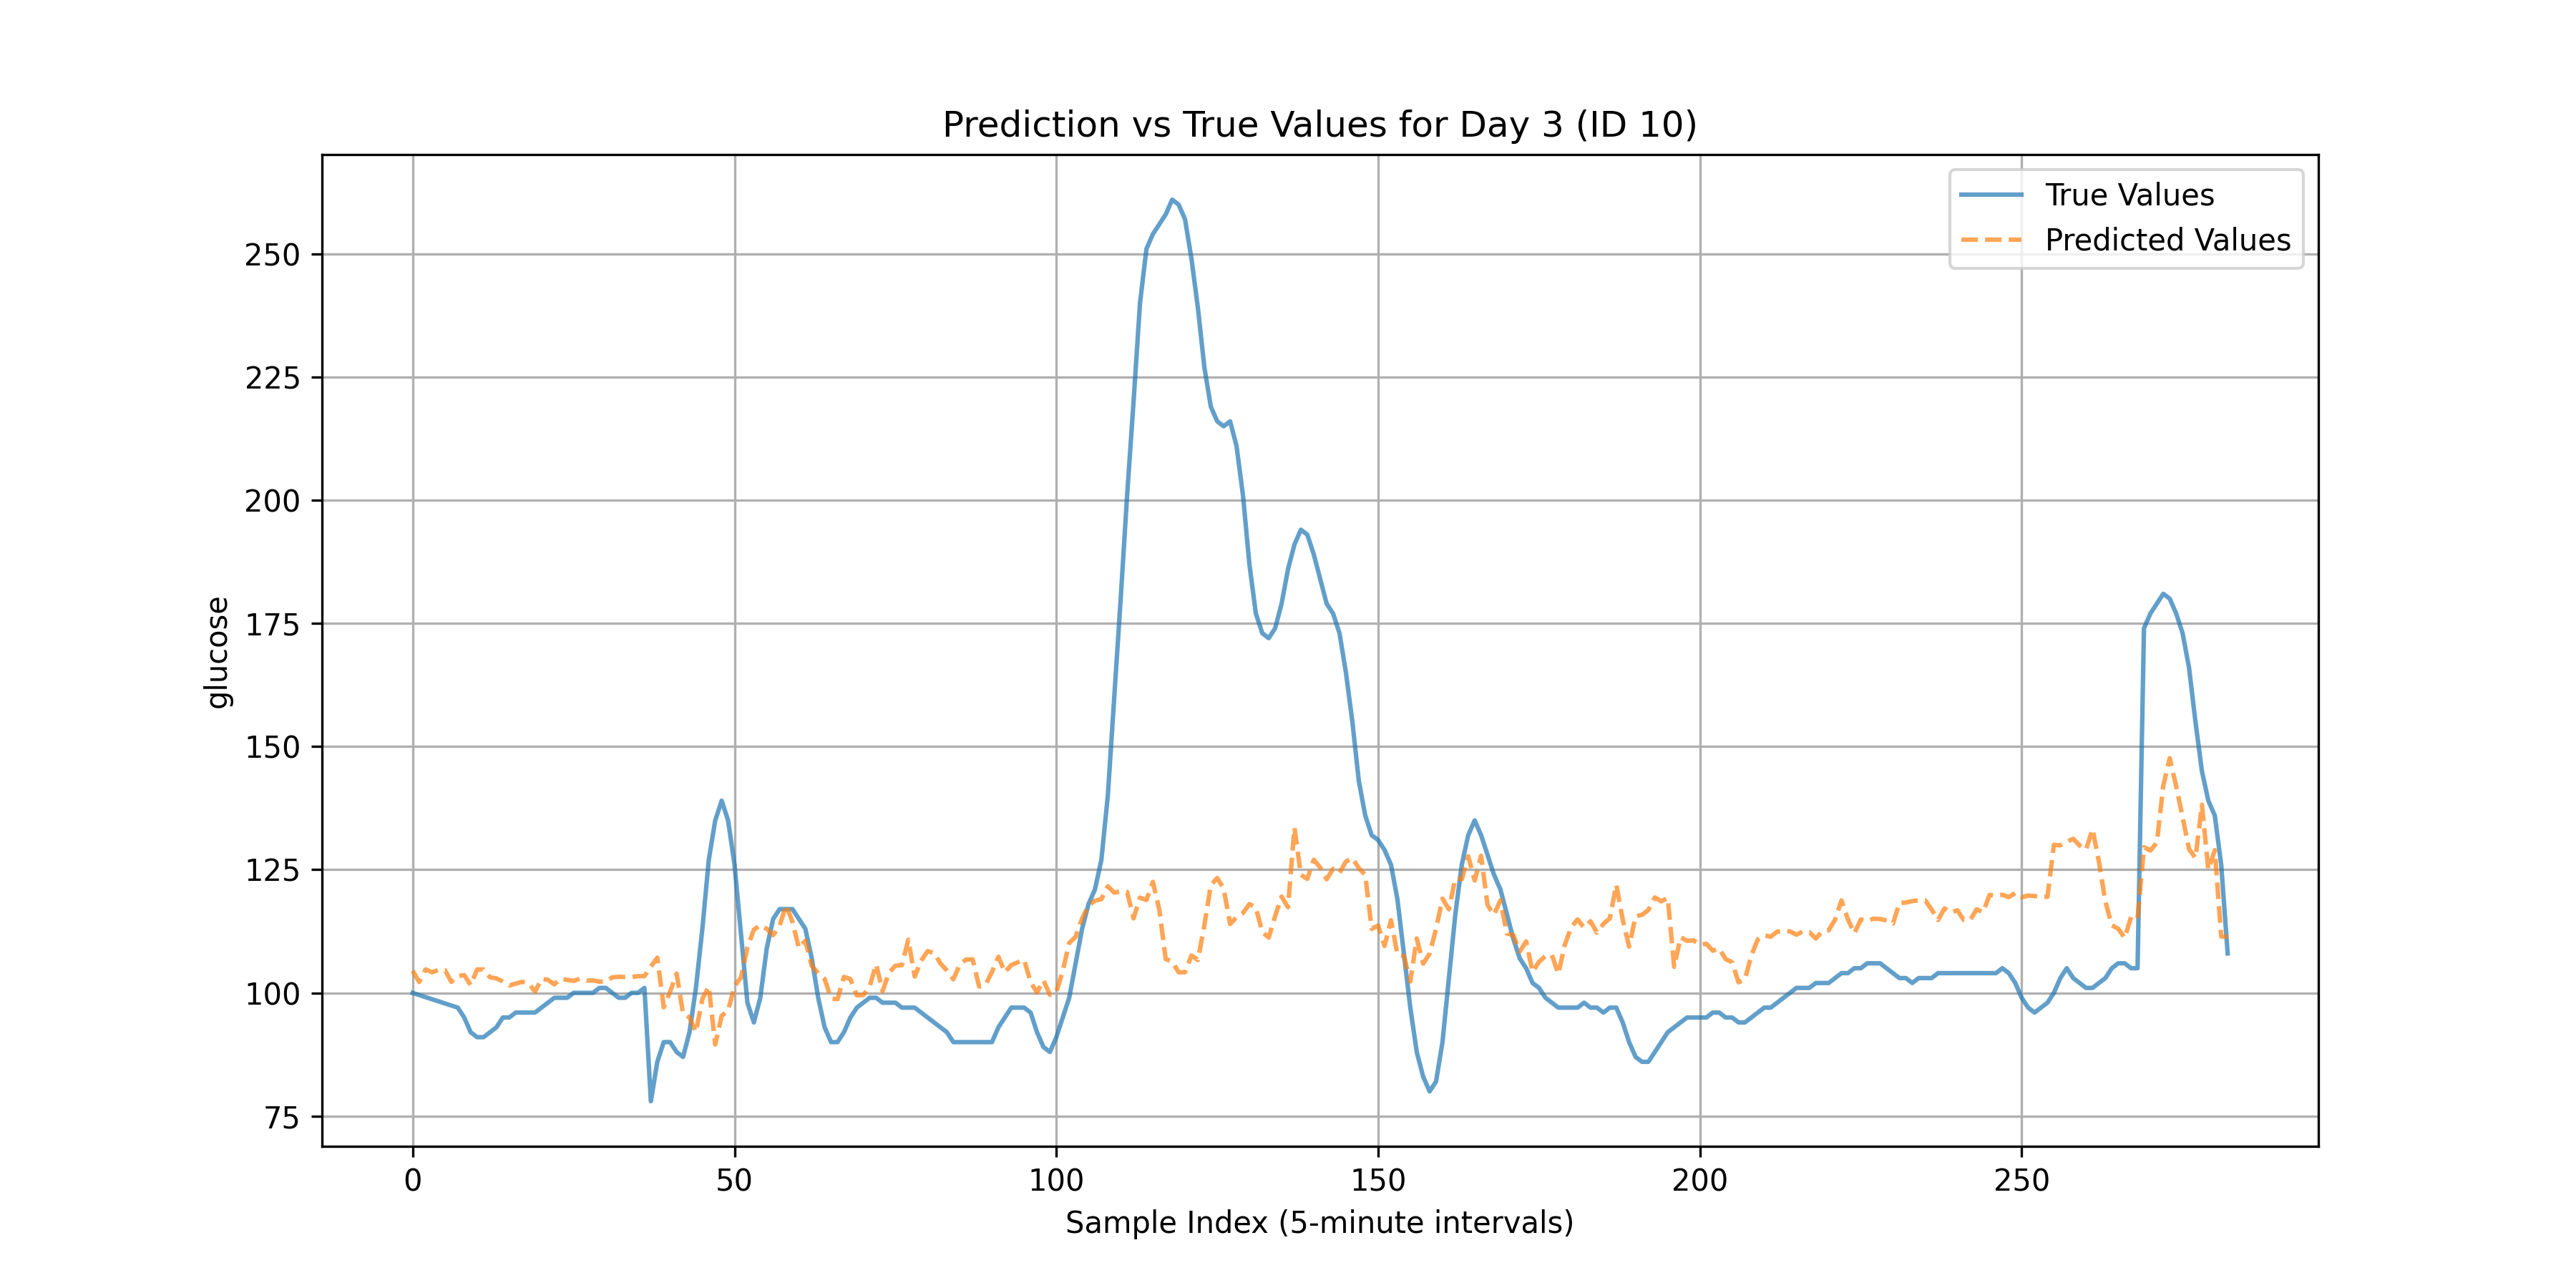 Prediction vs True Values for Day 3 (ID 10)
True Values
Predicted Values
250
225
200
175
150
125
100
75
glucose
0 50 100 150 200 250
Sample Index (5-minute intervals)